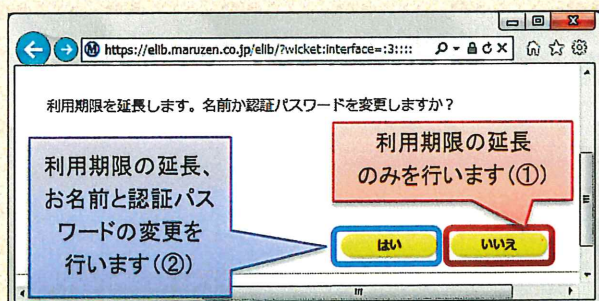 https://elib.maruzen.co.jp/elib/?wicket:interface=:3::::
利用期限を延長します。名前か認証パスワードを変更しますか？
利用期限の延長
のみを行います(①)
利用期限の延長、
お名前と認証パス
ワードの変更を
行います(②)
はい
いいえ